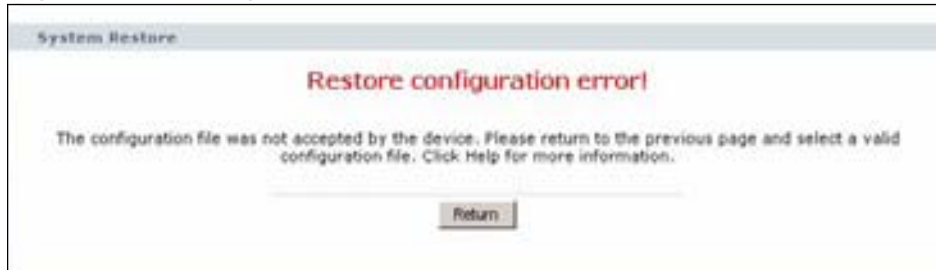 System Restore
Restore configuration error!
The configuration file was not accepted by the device. Please return to the previous page and select a valid
configuration file. Click Help for more information.
Return